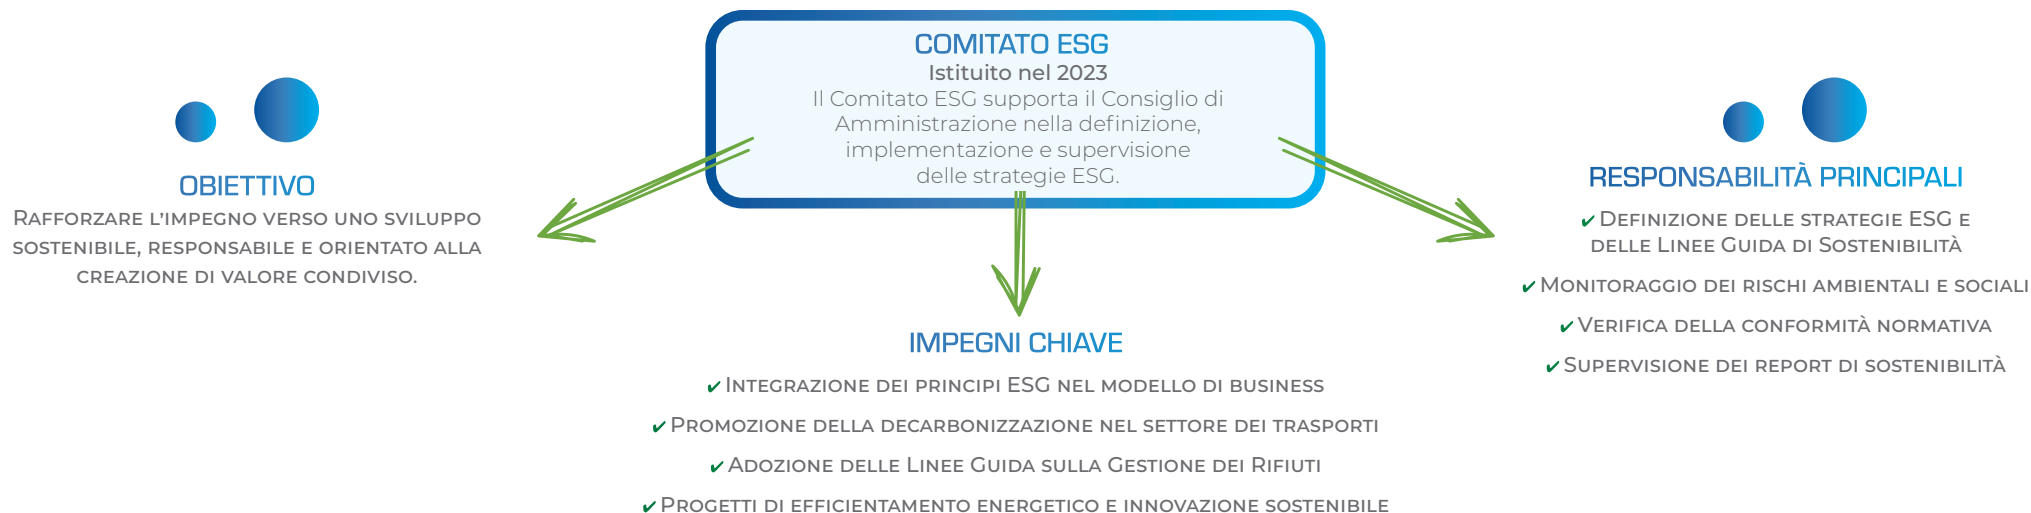 COMITATO ESG
Istituito nel 2023
Il Comitato ESG supporta il Consiglio di
Amministrazione nella definizione,
implementazione e supervisione
delle strategie ESG.
OBIETTIVO
Rafforzare l'impegno verso uno sviluppo
sostenibile, responsabile e orientato alla
creazione di valore condiviso.
IMPEGNI CHIAVE
✔ Integrazione dei principi ESG nel modello di business
✔ Promozione della decarbonizzazione nel settore dei trasporti
✔ Adozione delle Linee Guida sulla Gestione dei Rifiuti
✔ Progetti di efficientamento energetico e innovazione sostenibile
RESPONSABILITÀ PRINCIPALI
✔ Definizione delle strategie ESG e
delle Linee Guida di Sostenibilità
✔ Monitoraggio dei rischi ambientali e sociali
✔ Verifica della conformità normativa
✔ Supervisione dei report di sostenibilità